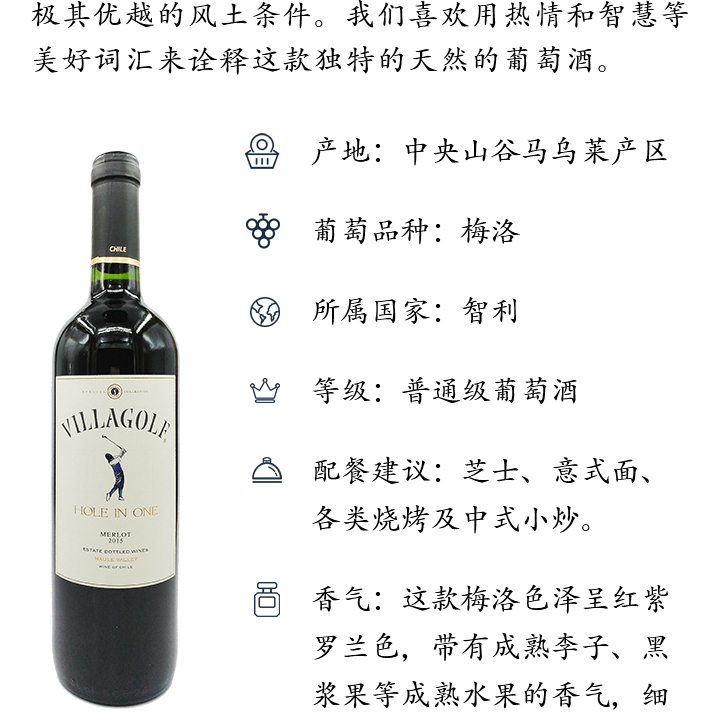 极其优越的风土条件。我们喜欢用热情和智慧等
美好词汇来诠释这款独特的天然的葡萄酒。
产地：中央山谷马乌莱产区
葡萄品种：梅洛
所属国家：智利
等级：普通级葡萄酒
配餐建议：芝士、意式面、
各类烧烤及中式小炒。
香气：这款梅洛色泽呈红紫
罗兰色，带有成熟李子、黑
浆果等成熟水果的香气，细
CHILE
VILLAGOLF
HOLE IN ONE
MERLOT
2015
ESTATE BOTTLED WINES
MAULE VALLEY
WINE OF CHILE